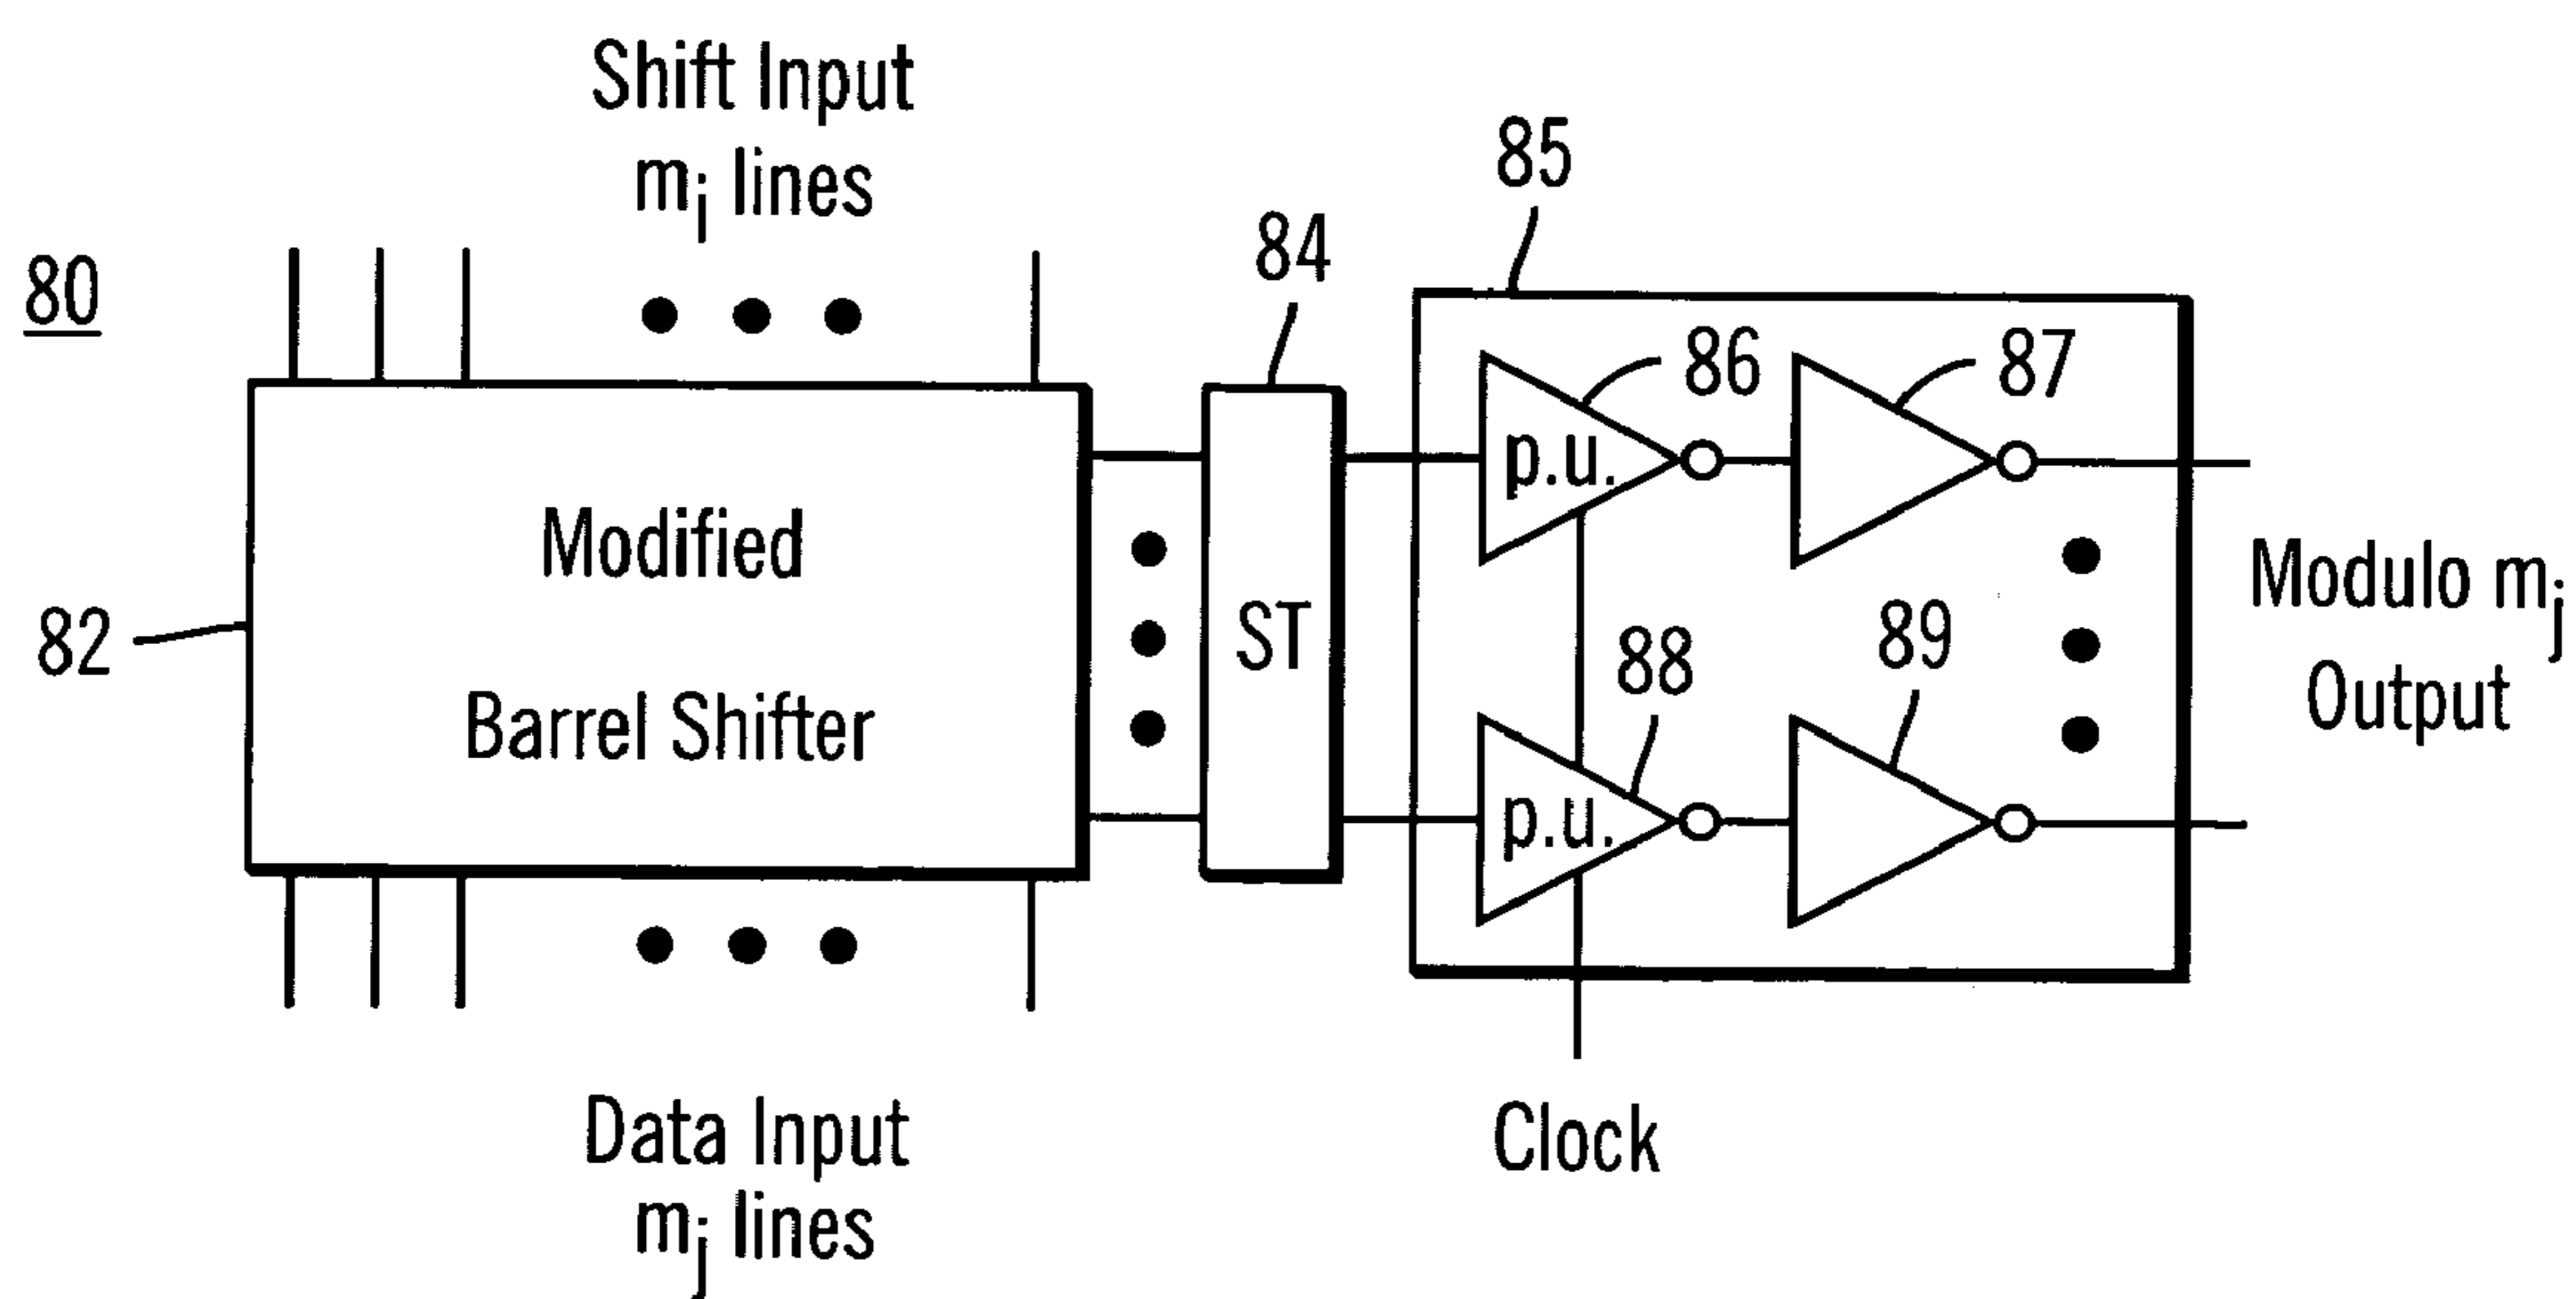 Shift Input
mi lines
80
85
84
86
87
p.u.
82
Modified
Barrel Shifter
ST
88
89
p.u.
Modulo mj
Output
Data Input
mj lines
Clock